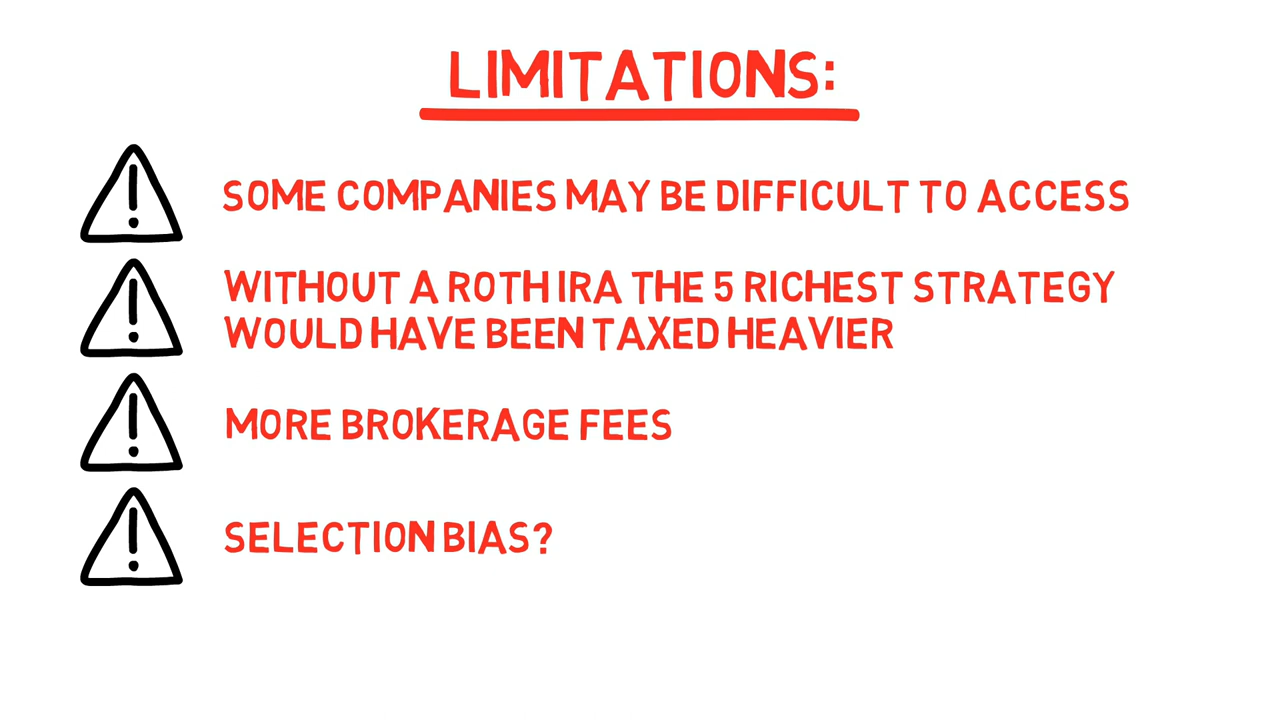 LIMITATIONS:
SOME COMPANIES MAY BE DIFFICULT TO ACCESS
WITHOUT A ROTH IRA THE 5 RICHEST STRATEGY
WOULD HAVE BEEN TAXED HEAVIER
MORE BROKERAGE FEES
SELECTION BIAS?